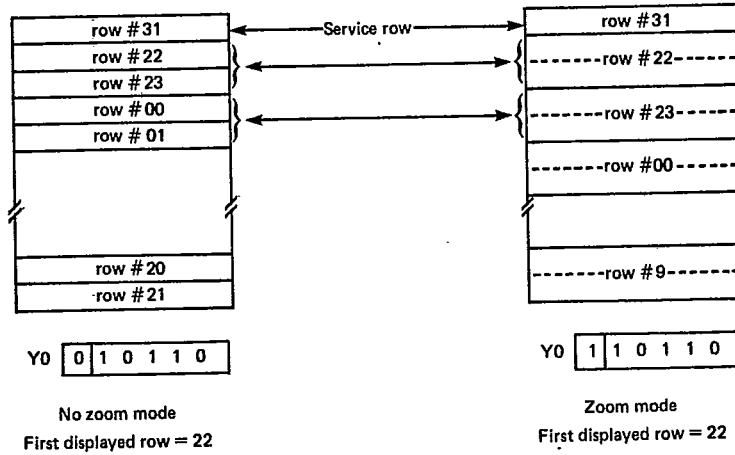 row #31
row #22
row #23
row #00
row #01
row #20
row #21
Y0 0 1 0 1 1 0
No zoom mode
First displayed row = 22
Service row
row #31
row #22
row #23
row #00
row #9
Y0 1 1 0 1 1 0
Zoom mode
First displayed row = 22